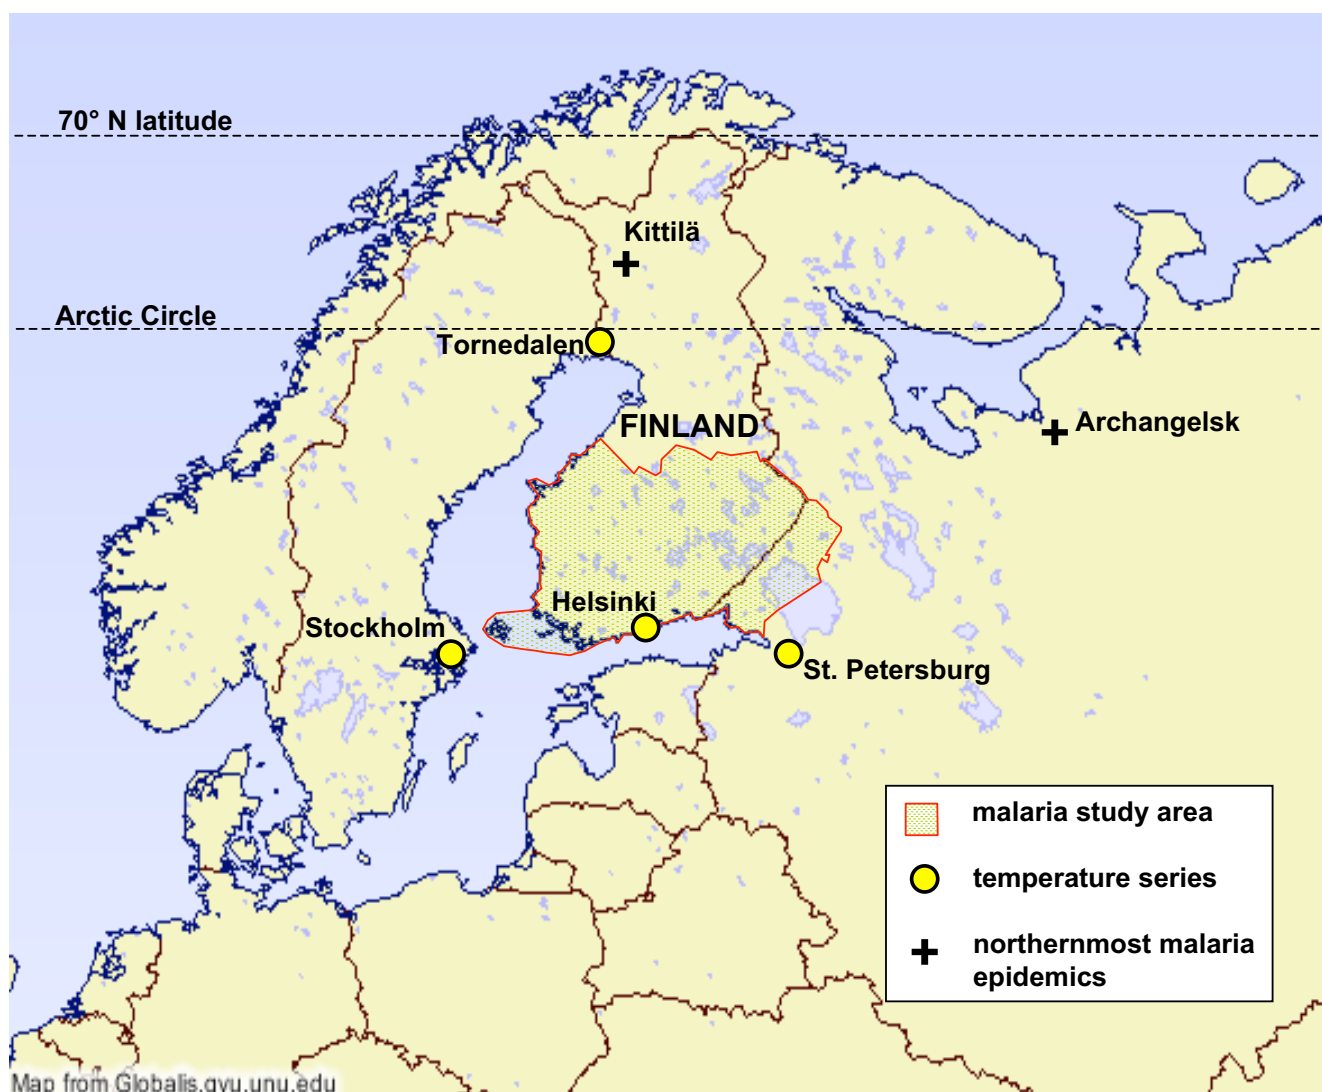 70° N latitude
Kittilä
Arctic Circle
Tornedalen
FINLAND
Archangelsk
Helsinki
Stockholm
St. Petersburg
malaria study area
temperature series
northernmost malaria
epidemics
Map from Globalis.gvu.unu.edu